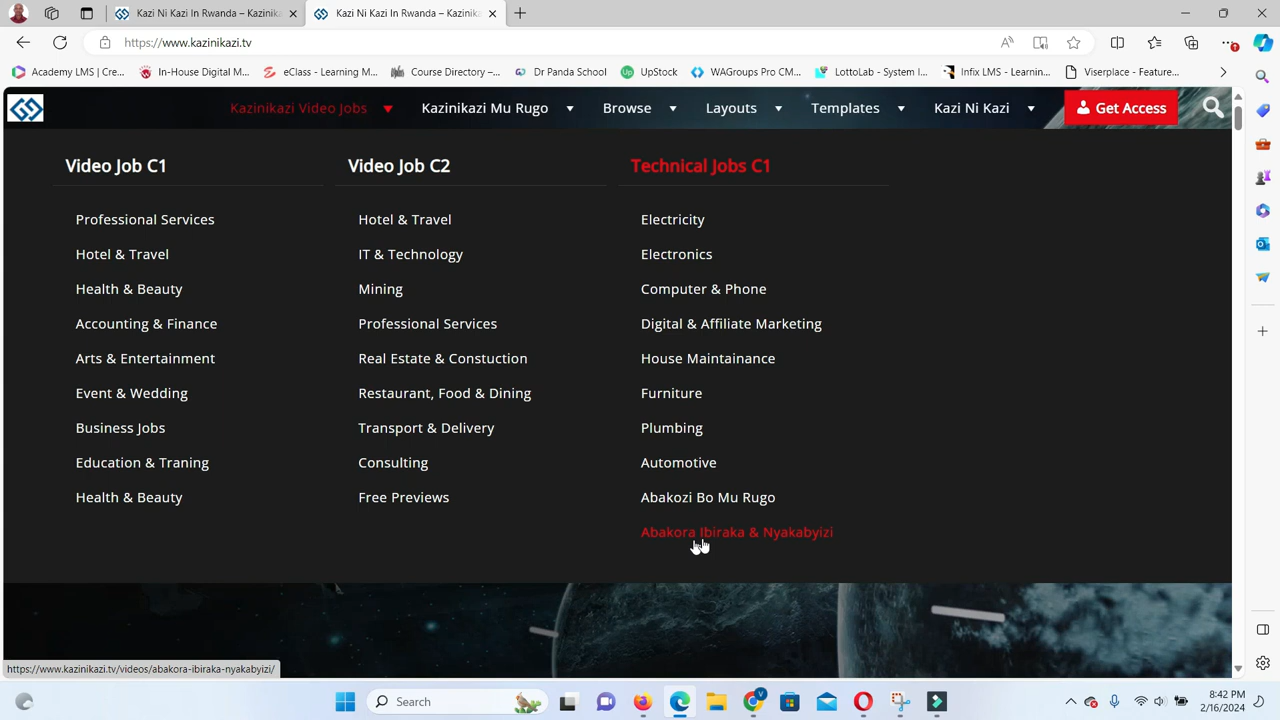 Kazi Ni Kazi In Rwanda – Kazinika
Kazi Ni Kazi In Rwanda – Kazinika
https://www.kazinikazi.tv
Academy LMS | Cre...
In-House Digital M...
eClass - Learning M...
Course Directory –...
Dr Panda School
UpStock
WAGroups Pro CM...
LottoLab - System I...
Infix LMS - Learnin...
Viserplace - Feature...
Kazinikazi Video Jobs
Kazinikazi Mu Rugo
Browse
Layouts
Templates
Kazi Ni Kazi
Get Access
Video Job C1
Professional Services
Hotel & Travel
Health & Beauty
Accounting & Finance
Arts & Entertainment
Event & Wedding
Business Jobs
Education & Traning
Health & Beauty
Video Job C2
Hotel & Travel
IT & Technology
Mining
Professional Services
Real Estate & Constuction
Restaurant, Food & Dining
Transport & Delivery
Consulting
Free Previews
Technical Jobs C1
Electricity
Electronics
Computer & Phone
Digital & Affiliate Marketing
House Maintainance
Furniture
Plumbing
Automotive
Abakozi Bo Mu Rugo
Abakora Ibiraka & Nyakabyizi
https://www.kazinikazi.tv/videos/abakora-ibiraka-nyakabyizi/
Search
8:42 PM
2/16/2024